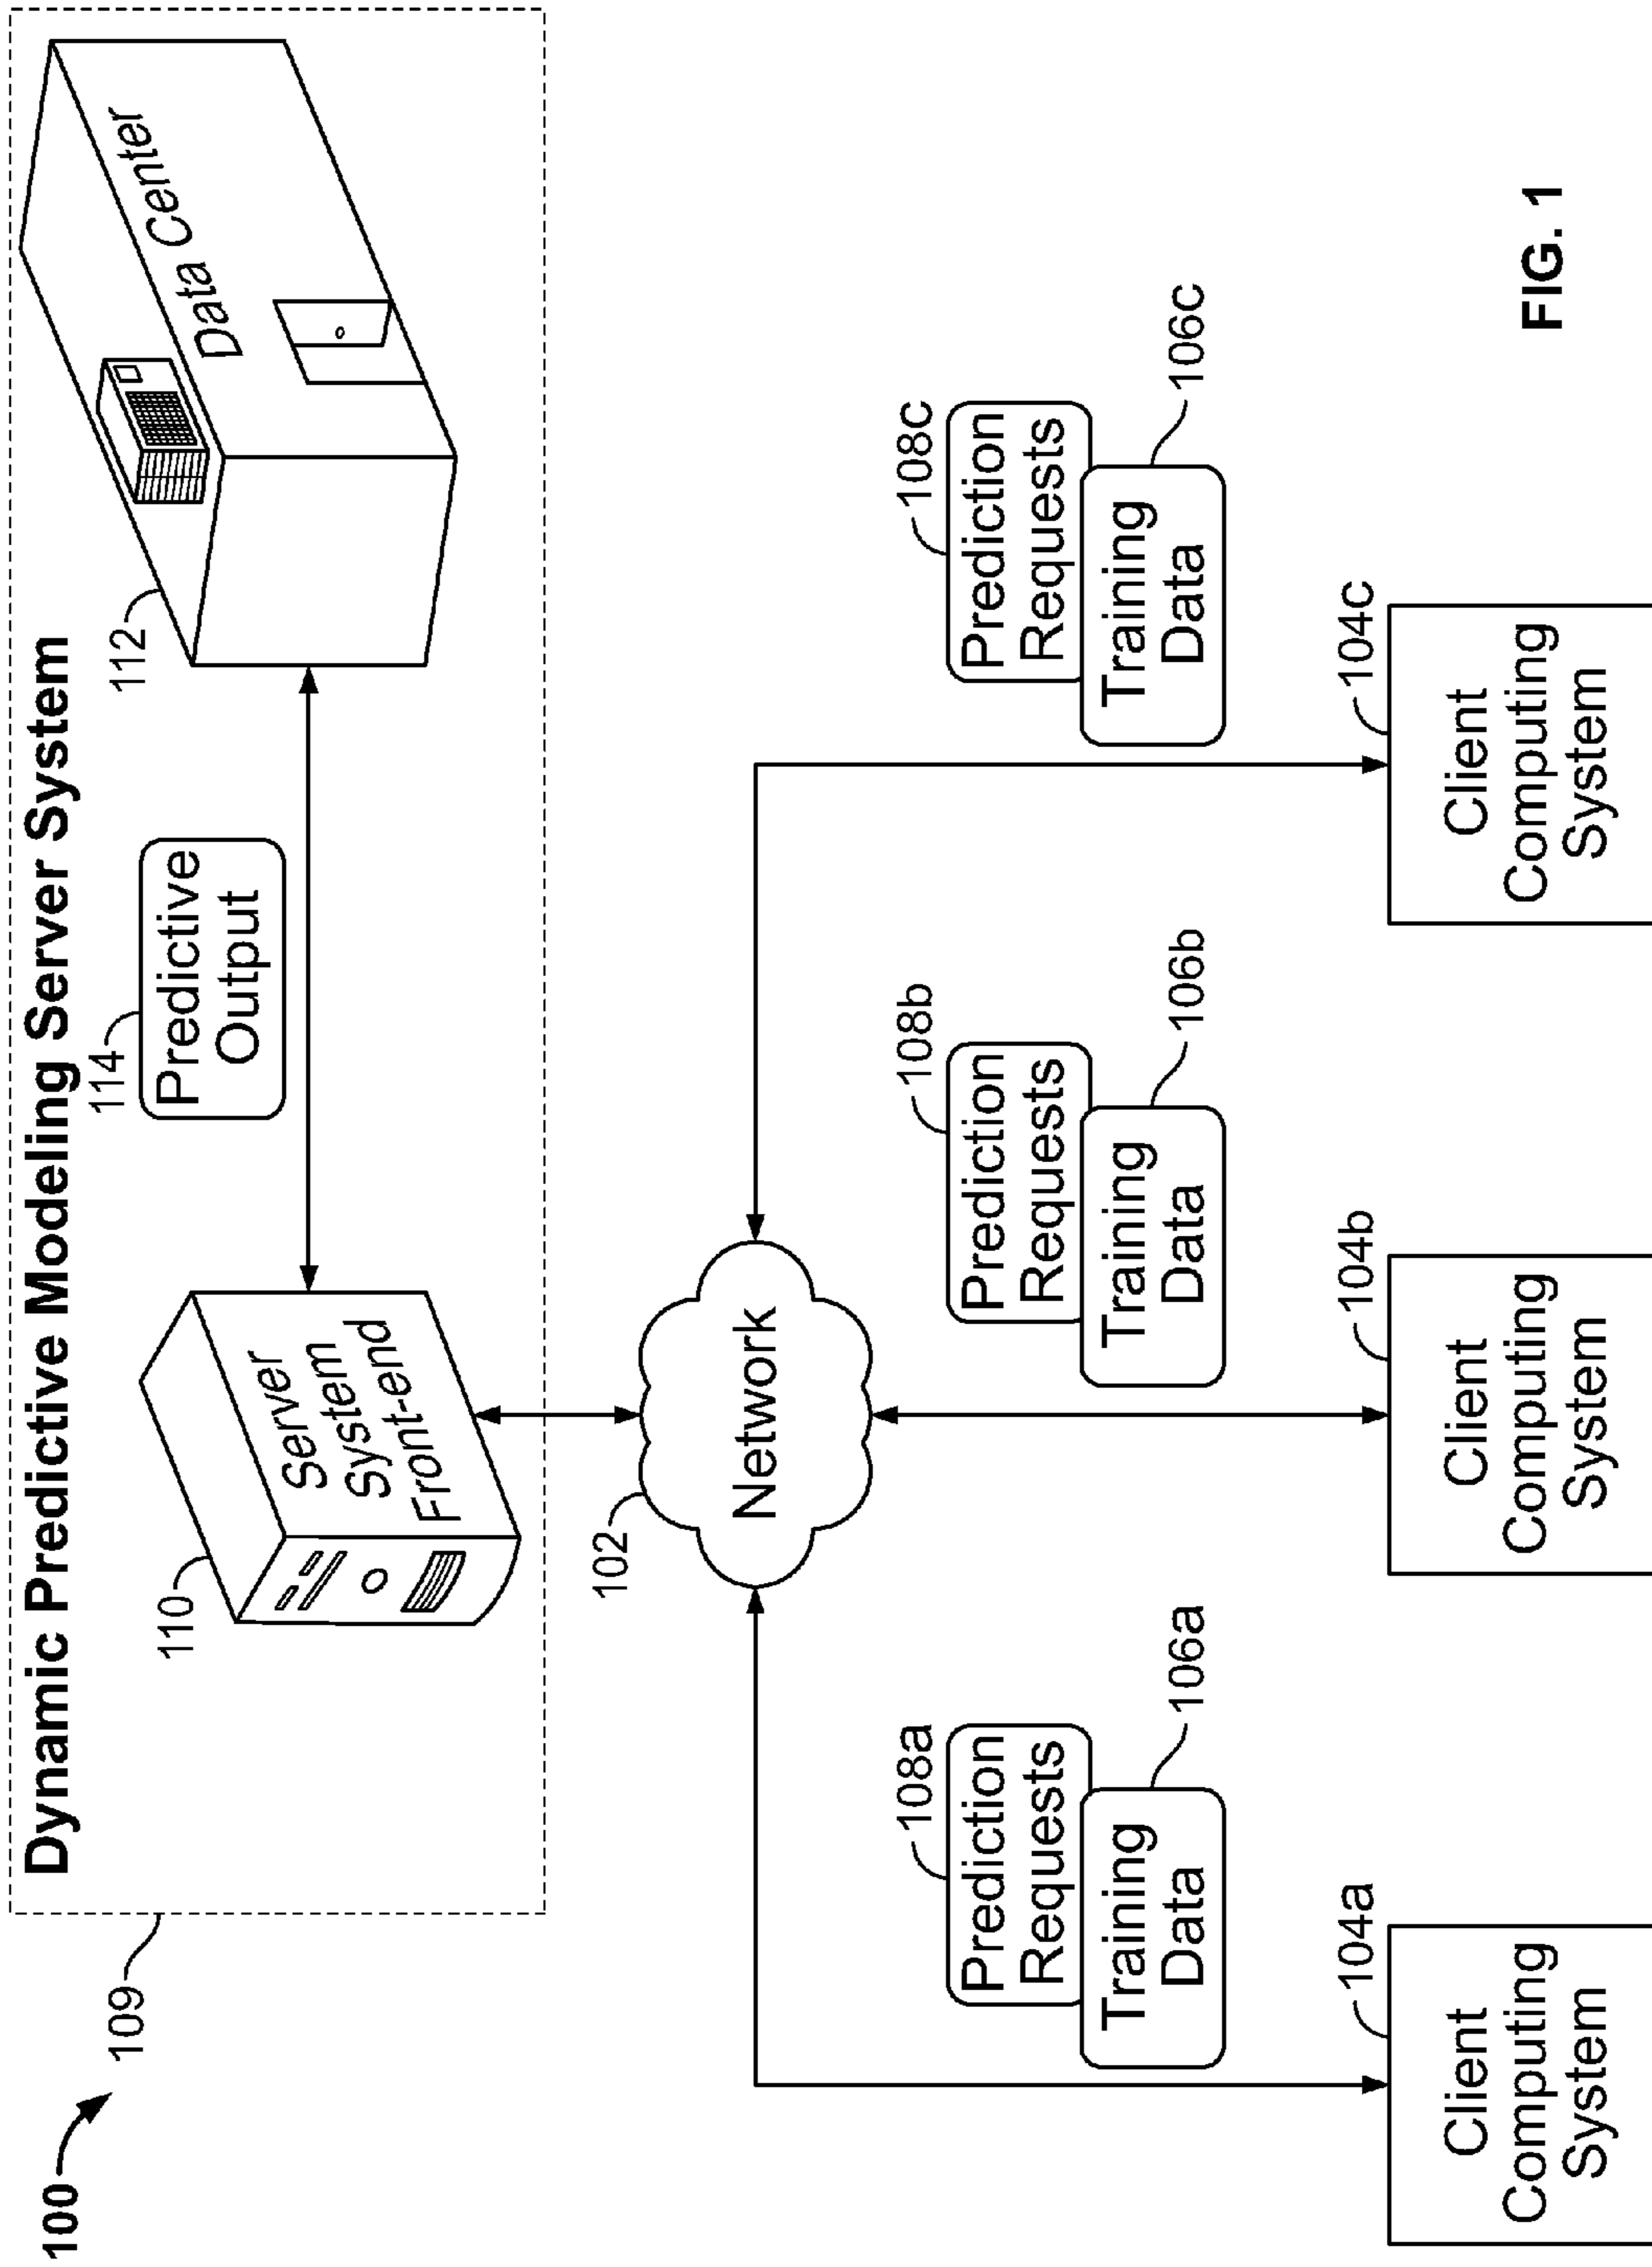 100
109
Dynamic Predictive Modeling Server System
110
Server
System
Front-end
114
Predictive
Output
112
Data Center
102
Network
108a
Prediction
Requests
Training
Data
106a
108b
Prediction
Requests
Training
Data
106b
108c
Prediction
Requests
Training
Data
106c
104a
Client
Computing
System
104b
Client
Computing
System
104c
Client
Computing
System
FIG. 1